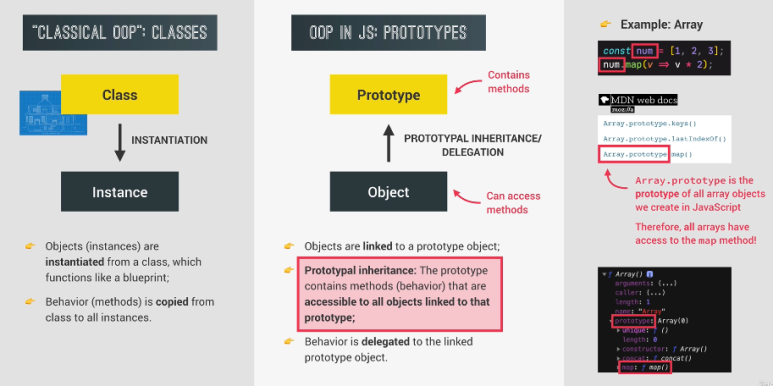 "CLASSICAL OOP": CLASSES
Class
INSTANTIATION
Instance
Objects (instances) are
instantiated from a class, which
functions like a blueprint;
Behavior (methods) is copied from
class to all instances.
OOP IN JS: PROTOTYPES
Prototype
Contains
methods
PROTOTYPAL INHERITANCE/
DELEGATION
Object
Can access
methods
Objects are linked to a prototype object;
Prototypal inheritance: The prototype
contains methods (behavior) that are
accessible to all objects linked to that
prototype;
Behavior is delegated to the linked
prototype object.
Example: Array
const num = [1, 2, 3];
num.map(v => v * 2);
MDN web docs
moz://a
Array.prototype.keys()
Array.prototype.lastIndexOf()
Array.prototype.map()
Array.prototype is the
prototype of all array objects
we create in JavaScript
Therefore, all arrays have
access to the map method!
▾ ƒ Array() i
arguments: (...)
caller: (...)
length: 1
name: "Array"
▾ prototype: Array(0)
▸ unique: ƒ ()
length: 0
▸ constructor: ƒ Array()
▸ concat: ƒ concat()
▸ map: ƒ map()